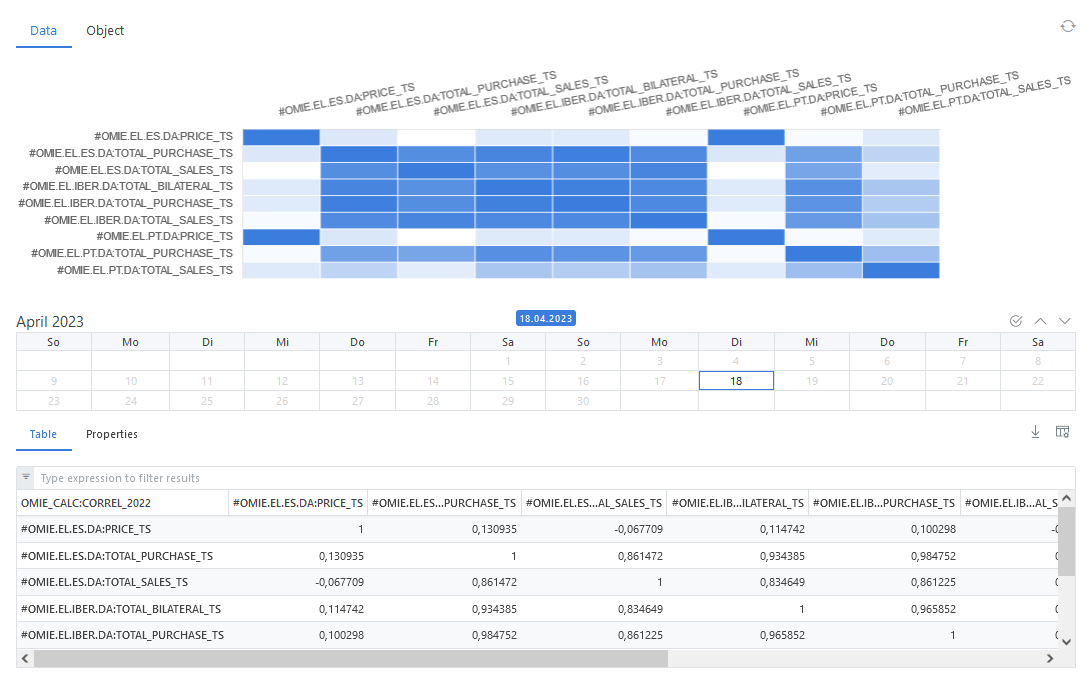 Data Object
#OMIE.EL.ES.DA:PRICE_TS
#OMIE.EL.ES.DA:TOTAL_PURCHASE_TS
#OMIE.EL.ES.DA:TOTAL_SALES_TS
#OMIE.EL.IBER.DA:TOTAL_BILATERAL_TS
#OMIE.EL.IBER.DA:TOTAL_PURCHASE_TS
#OMIE.EL.IBER.DA:TOTAL_SALES_TS
#OMIE.EL.PT.DA:PRICE_TS
#OMIE.EL.PT.DA:TOTAL_PURCHASE_TS
#OMIE.EL.PT.DA:TOTAL_SALES_TS
#OMIE.EL.ES.DA:PRICE_TS
#OMIE.EL.ES.DA:TOTAL_PURCHASE_TS
#OMIE.EL.ES.DA:TOTAL_SALES_TS
#OMIE.EL.IBER.DA:TOTAL_BILATERAL_TS
#OMIE.EL.IBER.DA:TOTAL_PURCHASE_TS
#OMIE.EL.IBER.DA:TOTAL_SALES_TS
#OMIE.EL.PT.DA:PRICE_TS
#OMIE.EL.PT.DA:TOTAL_PURCHASE_TS
#OMIE.EL.PT.DA:TOTAL_SALES_TS
April 2023 18.04.2023
So Mo Di Mi Do Fr Sa So Mo Di Mi Do Fr Sa
1 2 3 4 5 6 7 8
9 10 11 12 13 14 15 16 17 18 19 20 21 22
23 24 25 26 27 28 29 30
Table Properties
Type expression to filter results
OMIE_CALC:CORREL_2022 #OMIE.EL.ES.DA:PRICE_TS #OMIE.EL.ES...PURCHASE_TS #OMIE.EL.ES...AL_SALES_TS #OMIE.EL.IB...ILATERAL_TS #OMIE.EL.IB...PURCHASE_TS #OMIE.EL.IB...AL_S
#OMIE.EL.ES.DA:PRICE_TS 1 0,130935 -0,067709 0,114742 0,100298 -0
#OMIE.EL.ES.DA:TOTAL_PURCHASE_TS 0,130935 1 0,861472 0,934385 0,984752 0
#OMIE.EL.ES.DA:TOTAL_SALES_TS -0,067709 0,861472 1 0,834649 0,861225 0
#OMIE.EL.IBER.DA:TOTAL_BILATERAL_TS 0,114742 0,934385 0,834649 1 0,965852 0
#OMIE.EL.IBER.DA:TOTAL_PURCHASE_TS 0,100298 0,984752 0,861225 0,965852 1 0